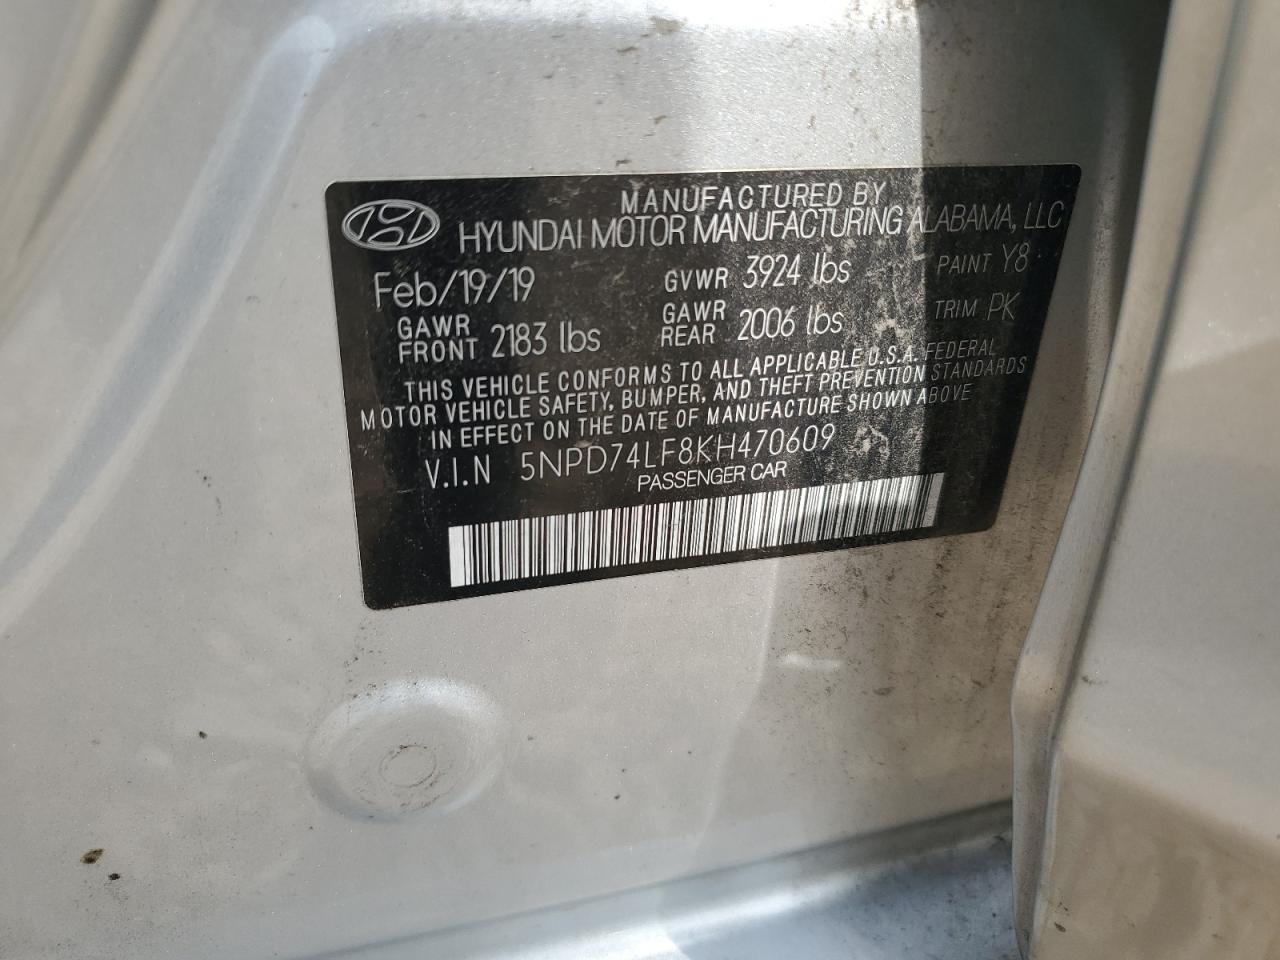 MANUFACTURED BY
HYUNDAI MOTOR MANUFACTURING ALABAMA, LLC
Feb/19/19 GVWR 3924 lbs PAINT Y8
GAWR FRONT 2183 lbs GAWR REAR 2006 lbs TRIM PK
THIS VEHICLE CONFORMS TO ALL APPLICABLE U.S.A. FEDERAL
MOTOR VEHICLE SAFETY, BUMPER, AND THEFT PREVENTION STANDARDS
IN EFFECT ON THE DATE OF MANUFACTURE SHOWN ABOVE
V.I.N 5NPD74LF8KH470609
PASSENGER CAR